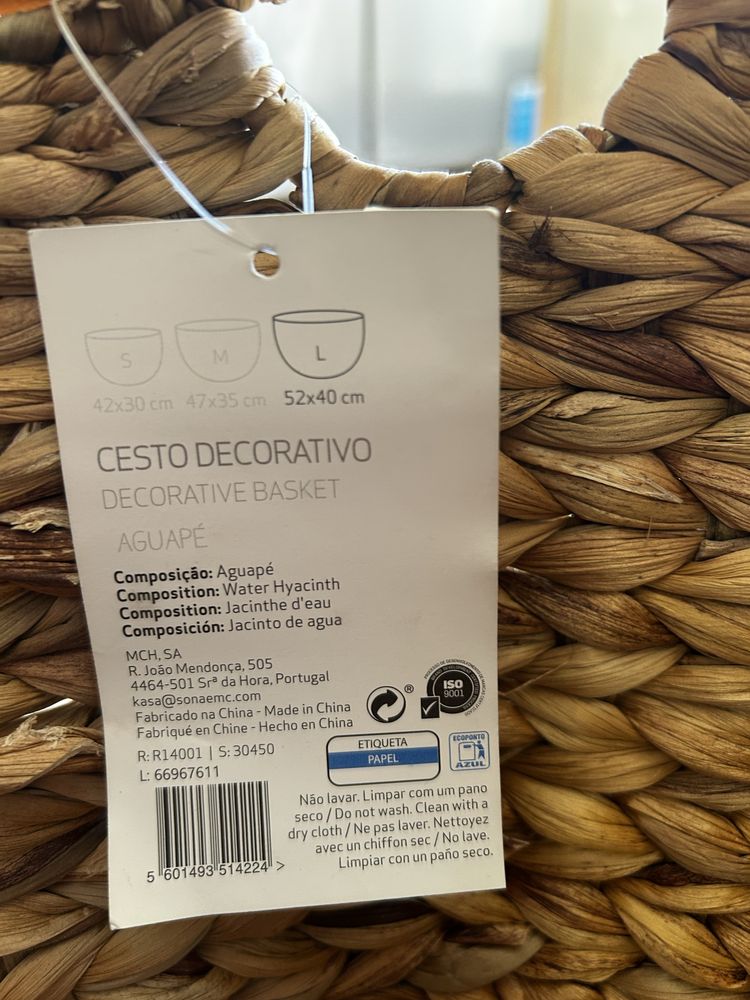 S M L
42x30 cm 47x35 cm 52x40 cm
CESTO DECORATIVO
DECORATIVE BASKET
AGUAPÉ
Composição: Aguapé
Composition: Water Hyacinth
Composition: Jacinthe d'eau
Composición: Jacinto de agua
MCH, SA
R. João Mendonça, 505
4464-501 Srª da Hora, Portugal
kasa@sonaemc.com
Fabricado na China - Made in China
Fabriqué en Chine - Hecho en China
R: R14001 | S: 30450
L: 66967611
®
ISO
9001
ETIQUETA
PAPEL
ECOPONTO
AZUL
Não lavar. Limpar com um pano
seco / Do not wash. Clean with a
dry cloth / Ne pas laver. Nettoyez
avec un chiffon sec / No lave.
Limpiar con un paño seco.
5 601493 514224 >